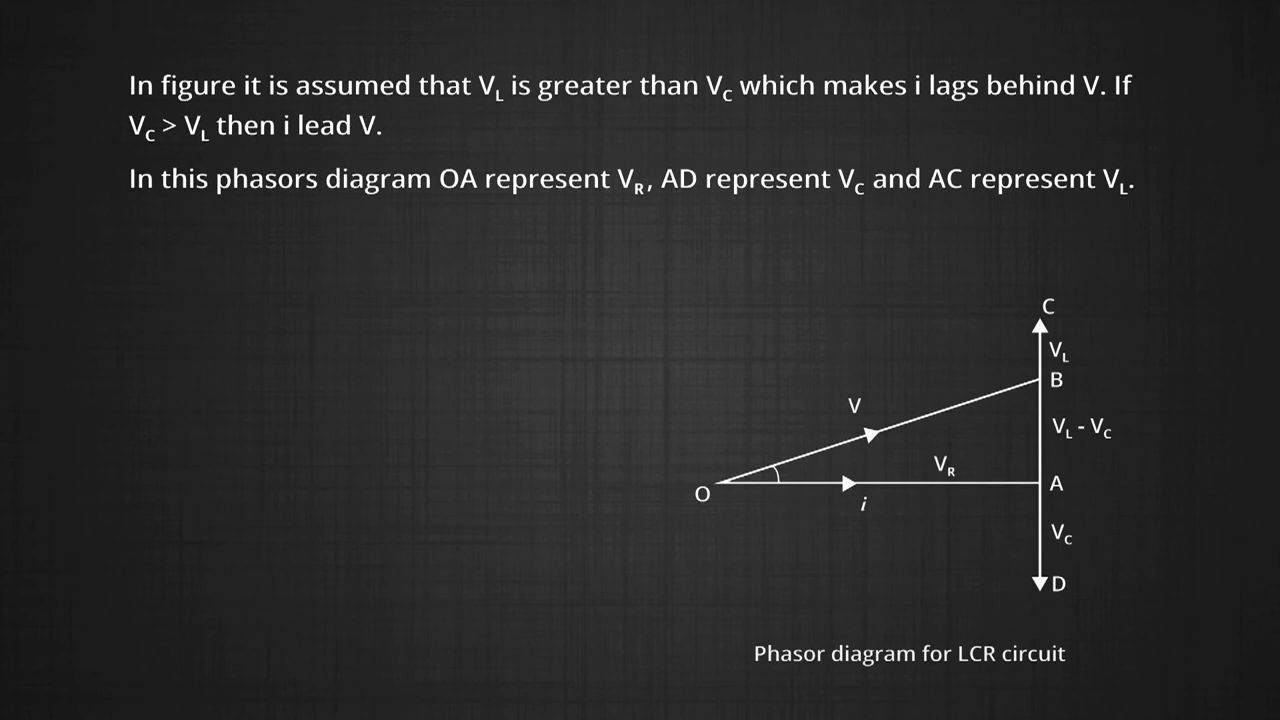 In figure it is assumed that V_L is greater than V_C which makes i lags behind V. If
V_C > V_L then i lead V.
In this phasors diagram OA represent V_R, AD represent V_C and AC represent V_L.
C
V_L
B
V
V_L - V_C
V_R
O
A
i
V_C
D
Phasor diagram for LCR circuit